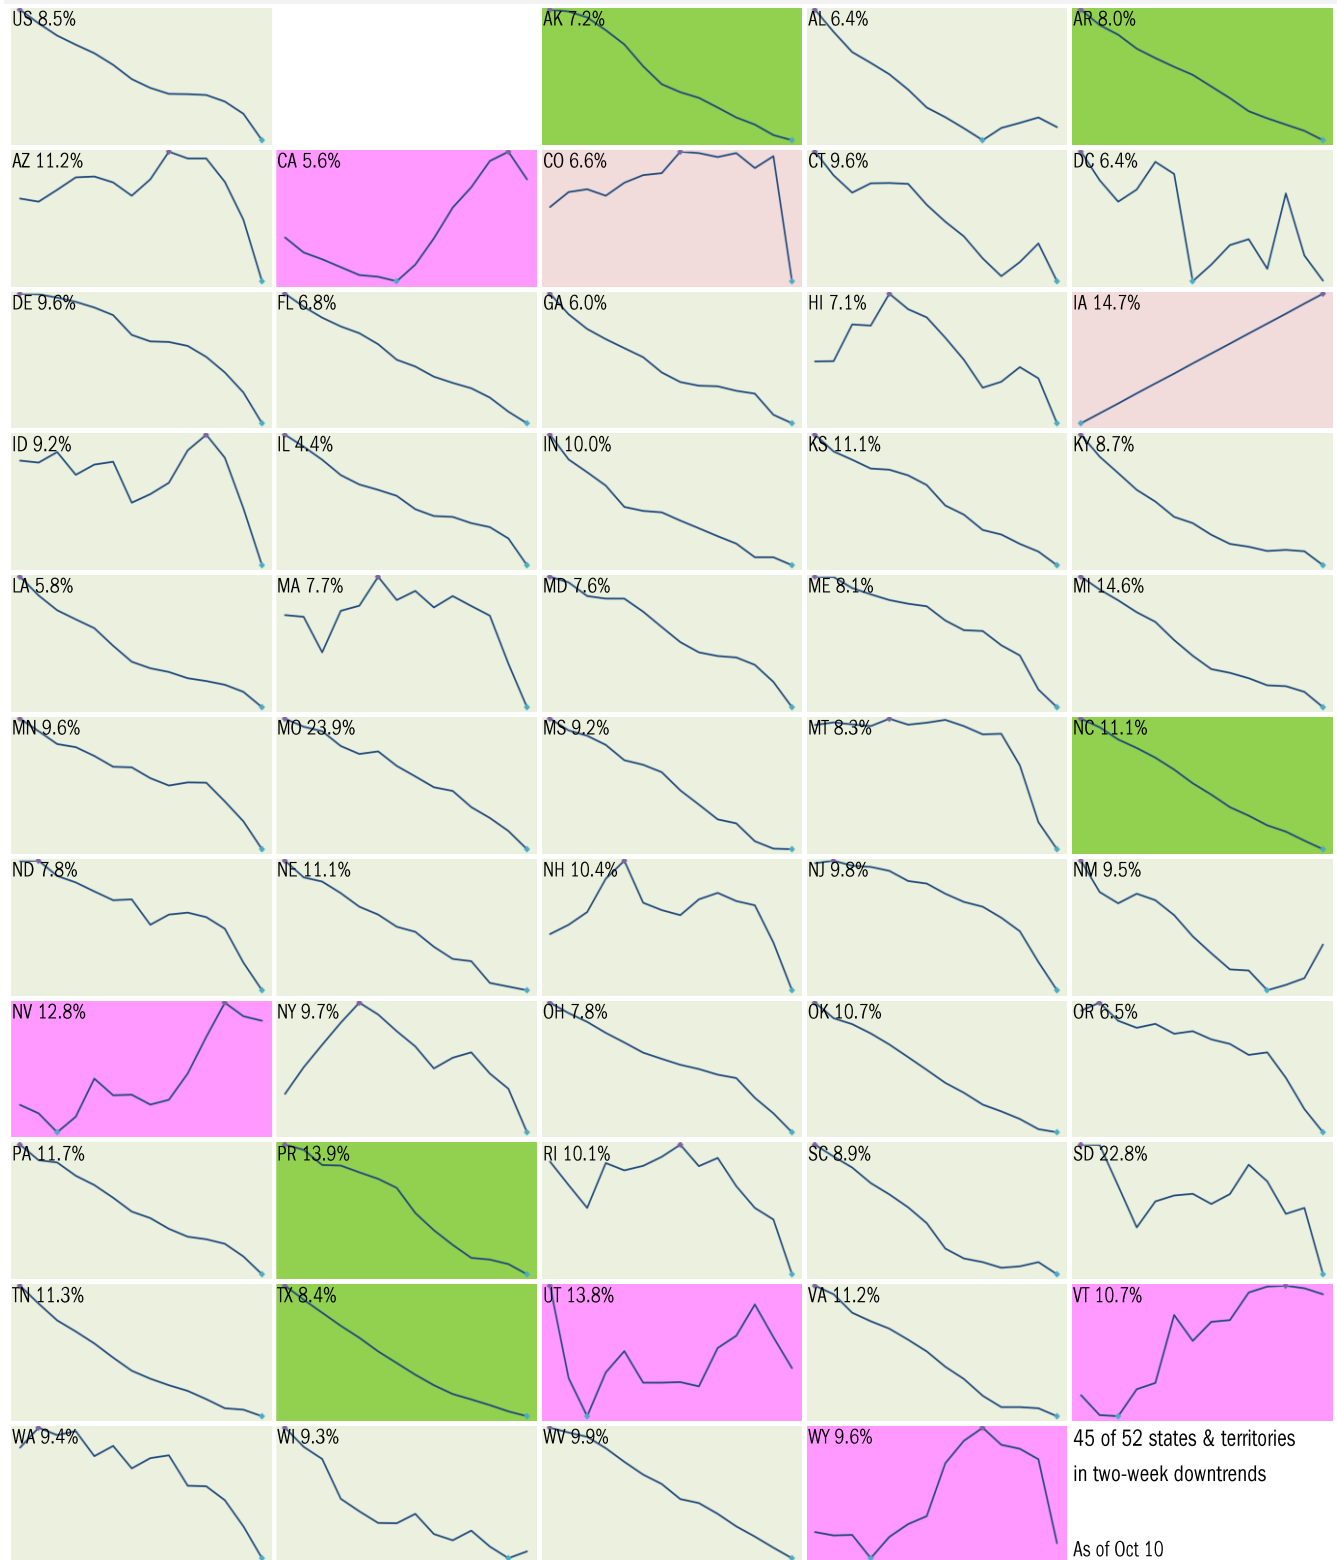 US 8.5%
AK 7.2%
AL 6.4%
AR 8.0%
AZ 11.2%
CA 5.6%
CO 6.6%
CT 9.6%
DC 6.4%
DE 9.6%
FL 6.8%
GA 6.0%
HI 7.1%
IA 14.7%
ID 9.2%
IL 4.4%
IN 10.0%
KS 11.1%
KY 8.7%
LA 5.8%
MA 7.7%
MD 7.6%
ME 8.1%
MI 14.6%
MN 9.6%
MO 23.9%
MS 9.2%
MT 8.3%
NC 11.1%
ND 7.8%
NE 11.1%
NH 10.4%
NJ 9.8%
NM 9.5%
NV 12.8%
NY 9.7%
OH 7.8%
OK 10.7%
OR 6.5%
PA 11.7%
PR 13.9%
RI 10.1%
SC 8.9%
SD 22.8%
TN 11.3%
TX 8.4%
UT 13.8%
VA 11.2%
VT 10.7%
WA 9.4%
WI 9.3%
WV 9.9%
WY 9.6%
45 of 52 states & territories
in two-week downtrends
As of Oct 10